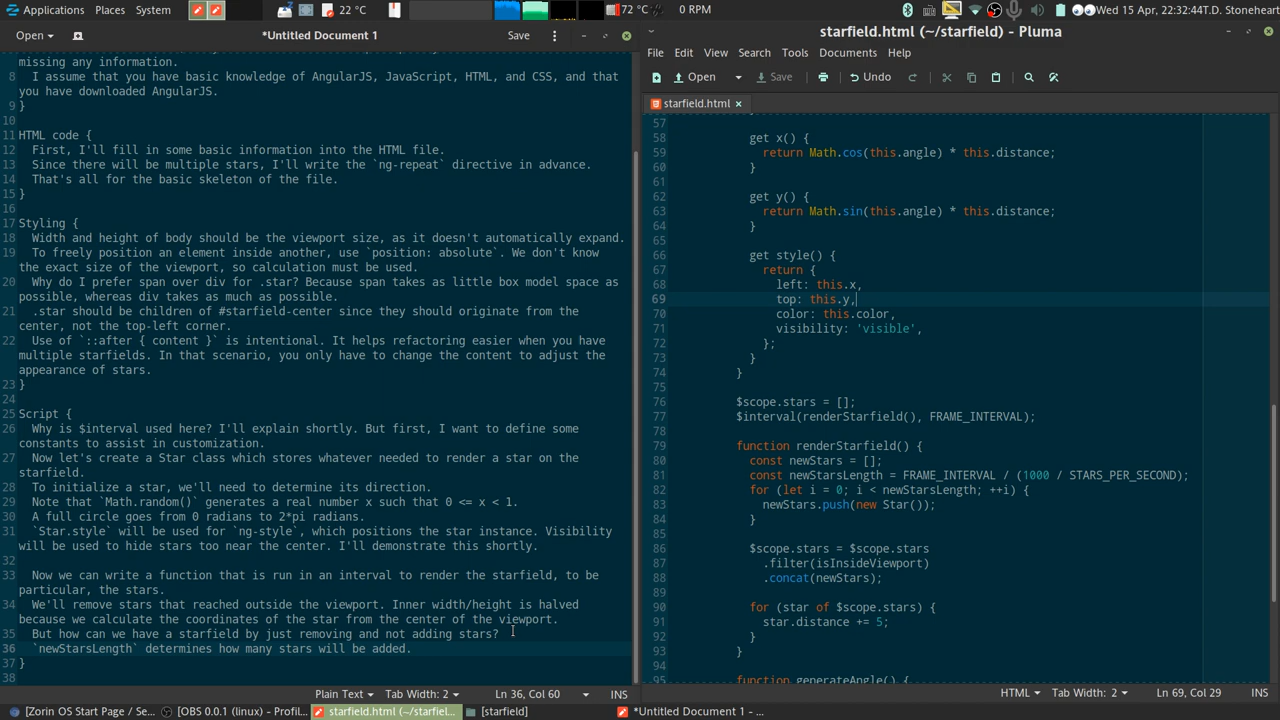 Applications Places System 22 °C 72 °C 0 RPM Wed 15 Apr, 22:32:44 T. Stoneheart
Open *Untitled Document 1 Save
missing any information.
8 I assume that you have basic knowledge of AngularJS, JavaScript, HTML, and CSS, and that
you have downloaded AngularJS.
9 }
10
11 HTML code {
12 First, I'll fill in some basic information into the HTML file.
13 Since there will be multiple stars, I'll write the `ng-repeat` directive in advance.
14 That's all for the basic skeleton of the file.
15 }
16
17 Styling {
18 Width and height of body should be the viewport size, as it doesn't automatically expand.
19 To freely position an element inside another, use `position: absolute`. We don't know
the exact size of the viewport, so calculation must be used.
20 Why do I prefer span over div for .star? Because span takes as little box model space as
possible, whereas div takes as much as possible.
21 .star should be children of #starfield-center since they should originate from the
center, not the top-left corner.
22 Use of `::after { content }` is intentional. It helps refactoring easier when you have
multiple starfields. In that scenario, you only have to change the content to adjust the
appearance of stars.
23 }
24
25 Script {
26 Why is $interval used here? I'll explain shortly. But first, I want to define some
constants to assist in customization.
27 Now let's create a Star class which stores whatever needed to render a star on the
starfield.
28 To initialize a star, we'll need to determine its direction.
29 Note that `Math.random()` generates a real number x such that 0 <= x < 1.
30 A full circle goes from 0 radians to 2*pi radians.
31 `Star.style` will be used for `ng-style`, which positions the star instance. Visibility
will be used to hide stars too near the center. I'll demonstrate this shortly.
32
33 Now we can write a function that is run in an interval to render the starfield, to be
particular, the stars.
34 We'll remove stars that reached outside the viewport. Inner width/height is halved
because we calculate the coordinates of the star from the center of the viewport.
35 But how can we have a starfield by just removing and not adding stars?
36 `newStarsLength` determines how many stars will be added.
37 }
38
Plain Text Tab Width: 2 Ln 36, Col 60 INS
starfield.html (~/starfield) - Pluma
File Edit View Search Tools Documents Help
Open Save Undo
starfield.html
57
58 get x() {
59 return Math.cos(this.angle) * this.distance;
60 }
61
62 get y() {
63 return Math.sin(this.angle) * this.distance;
64 }
65
66 get style() {
67 return {
68 left: this.x,
69 top: this.y,
70 color: this.color,
71 visibility: 'visible',
72 };
73 }
74 }
75
76 $scope.stars = [];
77 $interval(renderStarfield(), FRAME_INTERVAL);
78
79 function renderStarfield() {
80 const newStars = [];
81 const newStarsLength = FRAME_INTERVAL / (1000 / STARS_PER_SECOND);
82 for (let i = 0; i < newStarsLength; ++i) {
83 newStars.push(new Star());
84 }
85
86 $scope.stars = $scope.stars
87 .filter(isInsideViewport)
88 .concat(newStars);
89
90 for (star of $scope.stars) {
91 star.distance += 5;
92 }
93 }
94
95 function generateAngle() {
HTML Tab Width: 2 Ln 69, Col 29 INS
[Zorin OS Start Page / Se... [OBS 0.0.1 (linux) - Profil... starfield.html (~/starfiel... [starfield] *Untitled Document 1 - ...